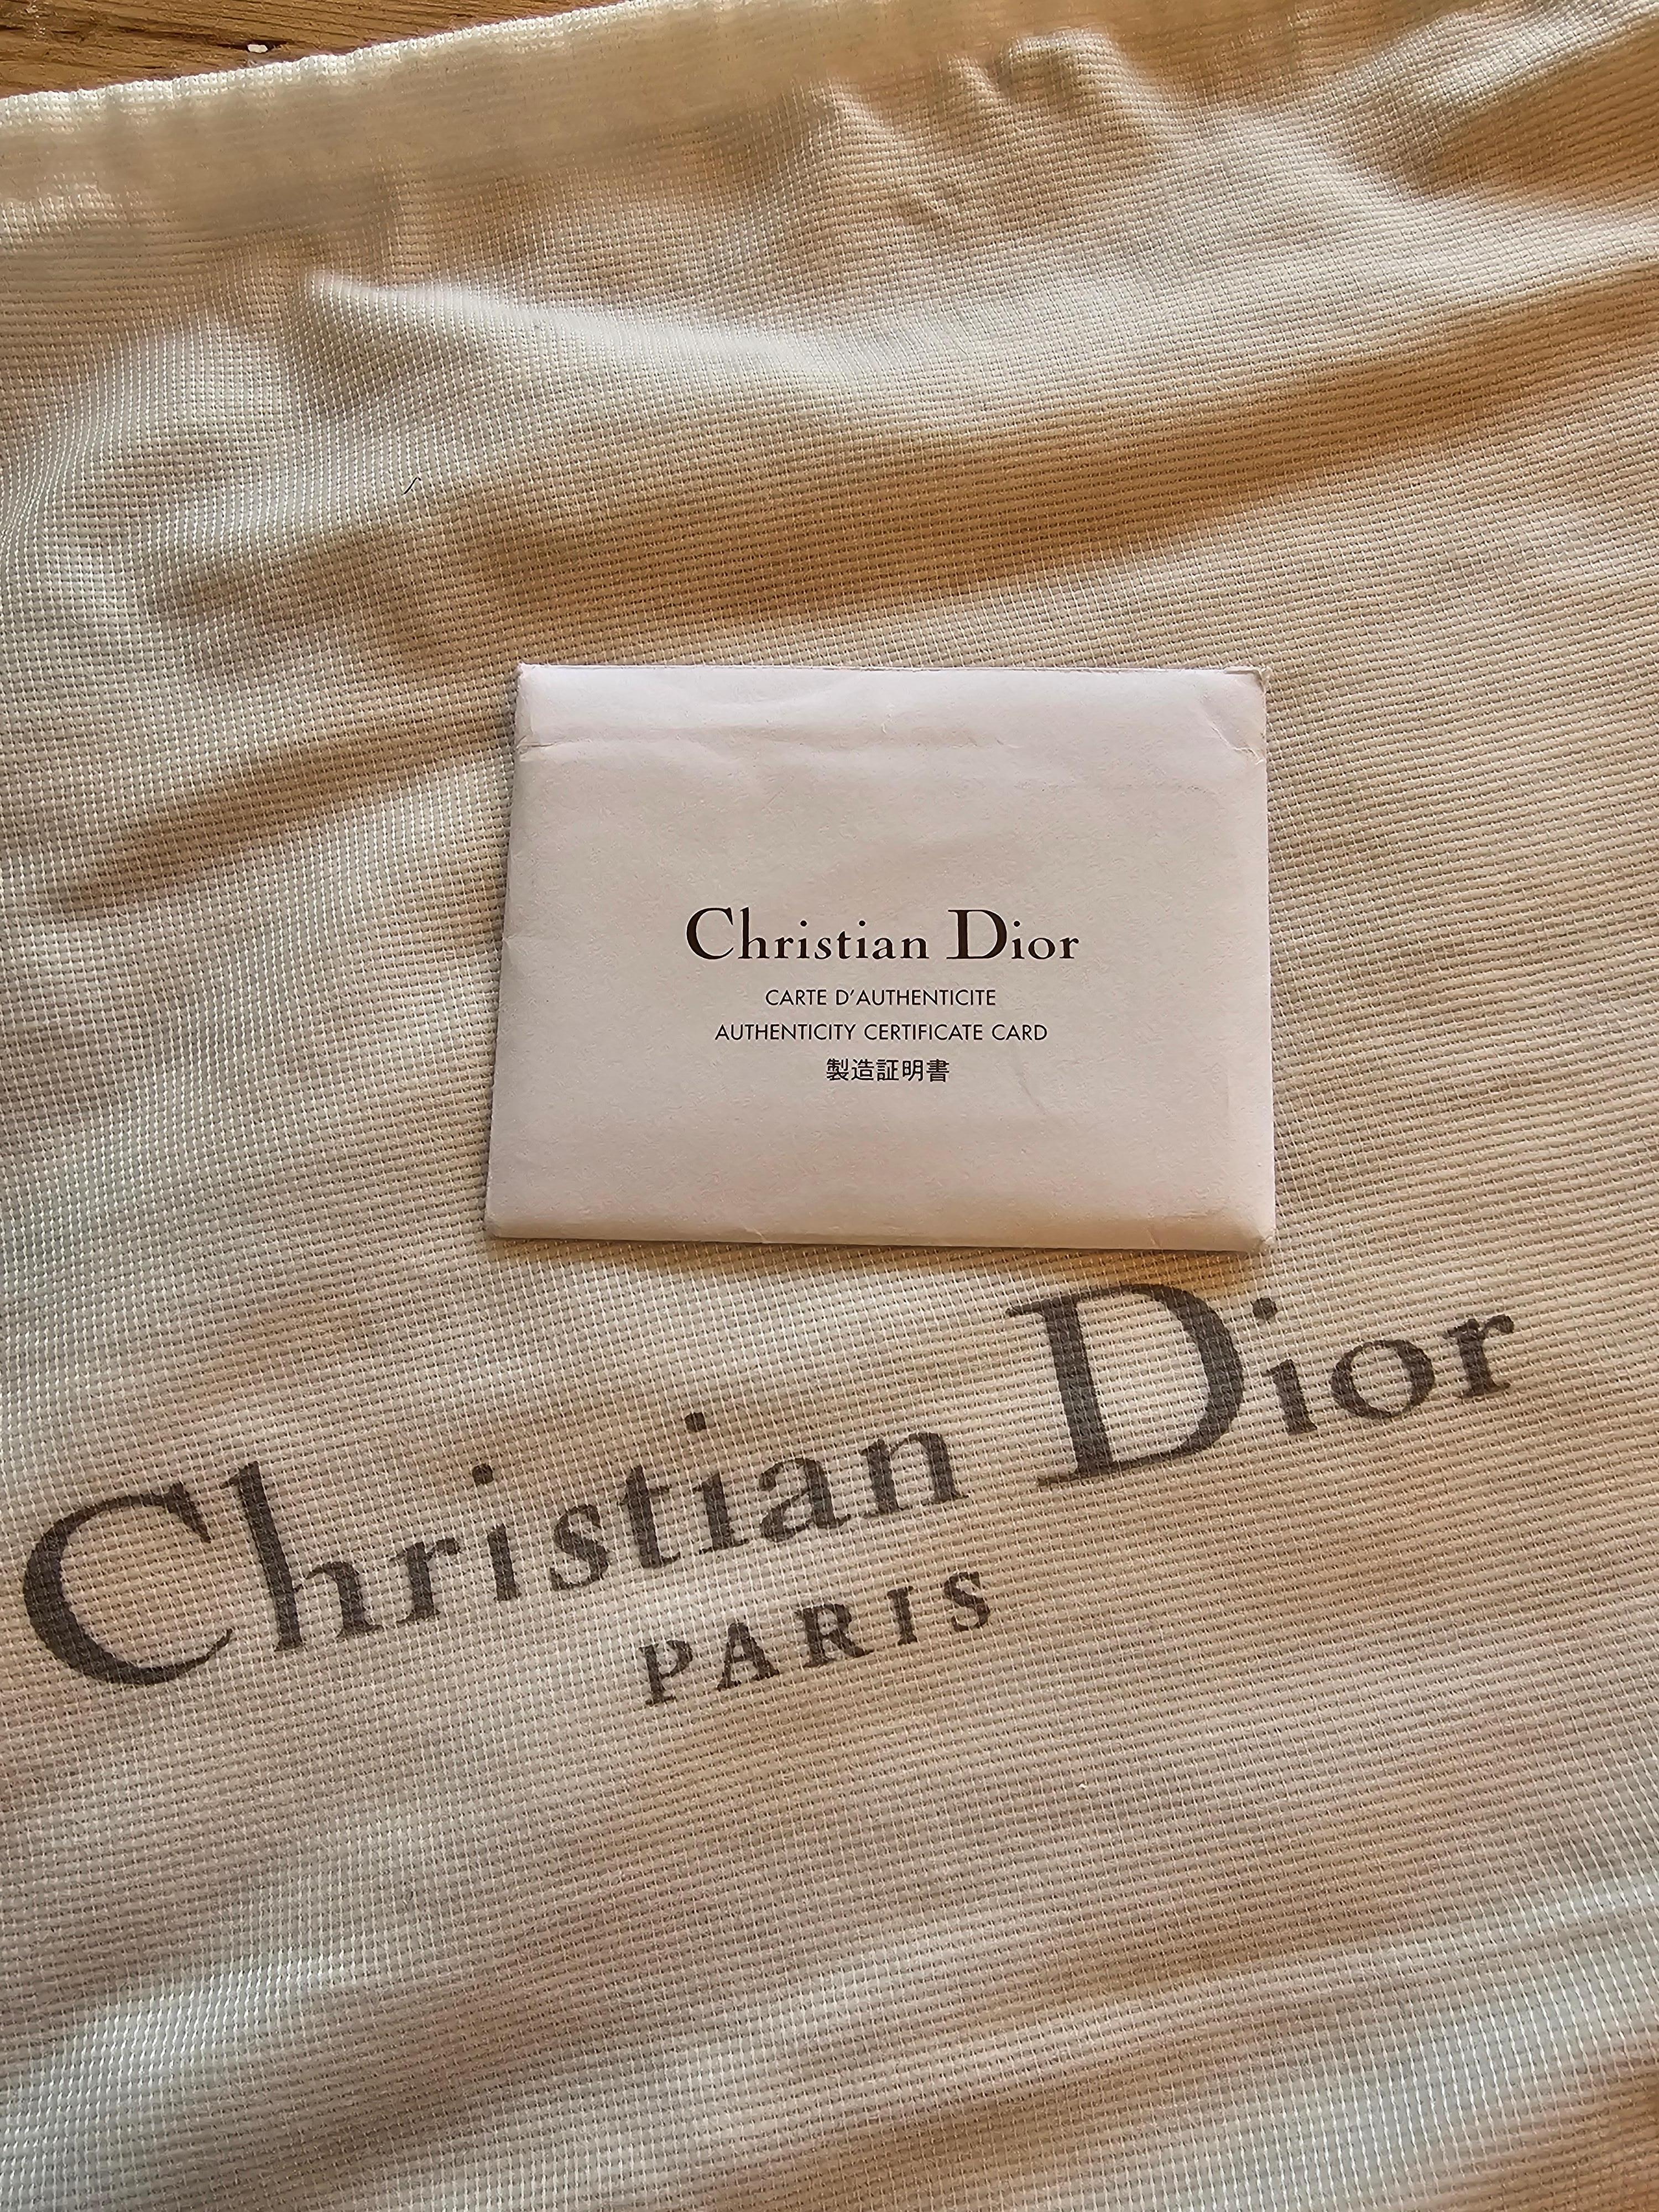 Christian Dior
CARTE D'AUTHENTICITE
AUTHENTICITY CERTIFICATE CARD
製造証明書
Christian Dior
PARIS